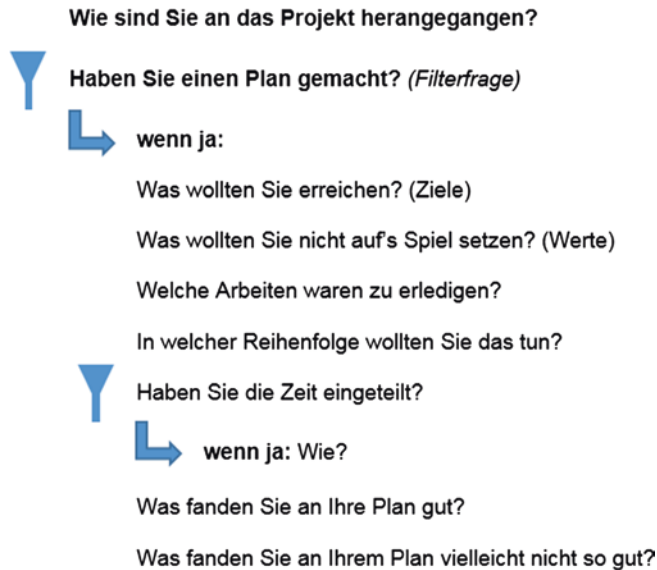 Wie sind Sie an das Projekt herangegangen?
Haben Sie einen Plan gemacht? (Filterfrage)
wenn ja:
Was wollten Sie erreichen? (Ziele)
Was wollten Sie nicht auf's Spiel setzen? (Werte)
Welche Arbeiten waren zu erledigen?
In welcher Reihenfolge wollten Sie das tun?
Haben Sie die Zeit eingeteilt?
wenn ja: Wie?
Was fanden Sie an Ihre Plan gut?
Was fanden Sie an Ihrem Plan vielleicht nicht so gut?